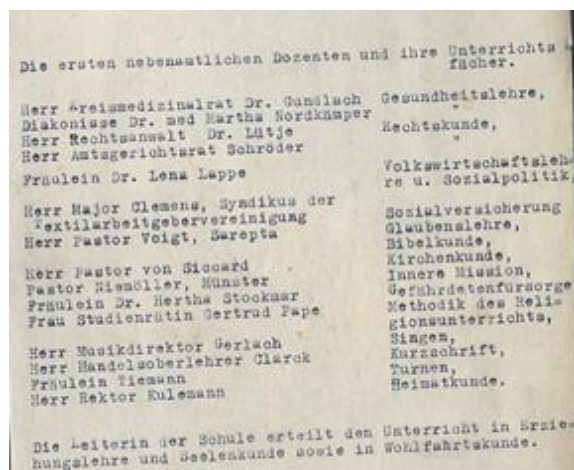 Die ersten nebenamtlichen Dozenten und ihre Unterrichts =
fächer.
Herr Kreismedizinalrat Dr. Gundlach Gesundheitslehre,
Diakonisse Dr. med Martha Nordkämper "
Herr Rechtsanwalt Dr. Lütje Rechtskunde,
Herr Amtsgerichtsrat Schröder "
Fräulein Dr. Lena Lappe Volkswirtschaftsleh=
re u. Sozialpolitik,
Herr Major Clemens, Syndikus der
Textilarbeitgebervereinigung Sozialversicherung
Herr Pastor Voigt, Sarepta Glaubenslehre,
Bibelkunde,
Kirchenkunde,
Herr Pastor von Siccard Innere Mission,
Pastor Niemöller, Münster Gefährdetenfürsorge
Fräulein Dr. Hertha Stockmar Methodik des Reli=
Frau Studienrätin Gertrud Pape gionsunterrichts,
Herr Musikdirektor Gerlach Singen,
Herr Handelsoberlehrer Clarck Kurzschrift,
Fräulein Tiemann Turnen,
Herr Rektor Kulemann Heimatkunde.
Die Leiterin der Schule erteilt den Unterricht in Erzie=
hungslehre und Seelenkunde sowie in Wohlfahrtskunde.